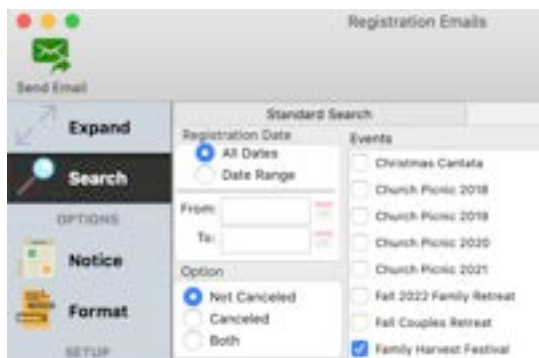 Registration Emails
Send Email
Expand
Search
OPTIONS
Notice
Format
SETUP
Standard Search
Registration Date
All Dates
Date Range
From:
To:
Option
Not Canceled
Canceled
Both
Events
Christmas Cantata
Church Picnic 2018
Church Picnic 2019
Church Picnic 2020
Church Picnic 2021
Fall 2022 Family Retreat
Fall Couples Retreat
Family Harvest Festival